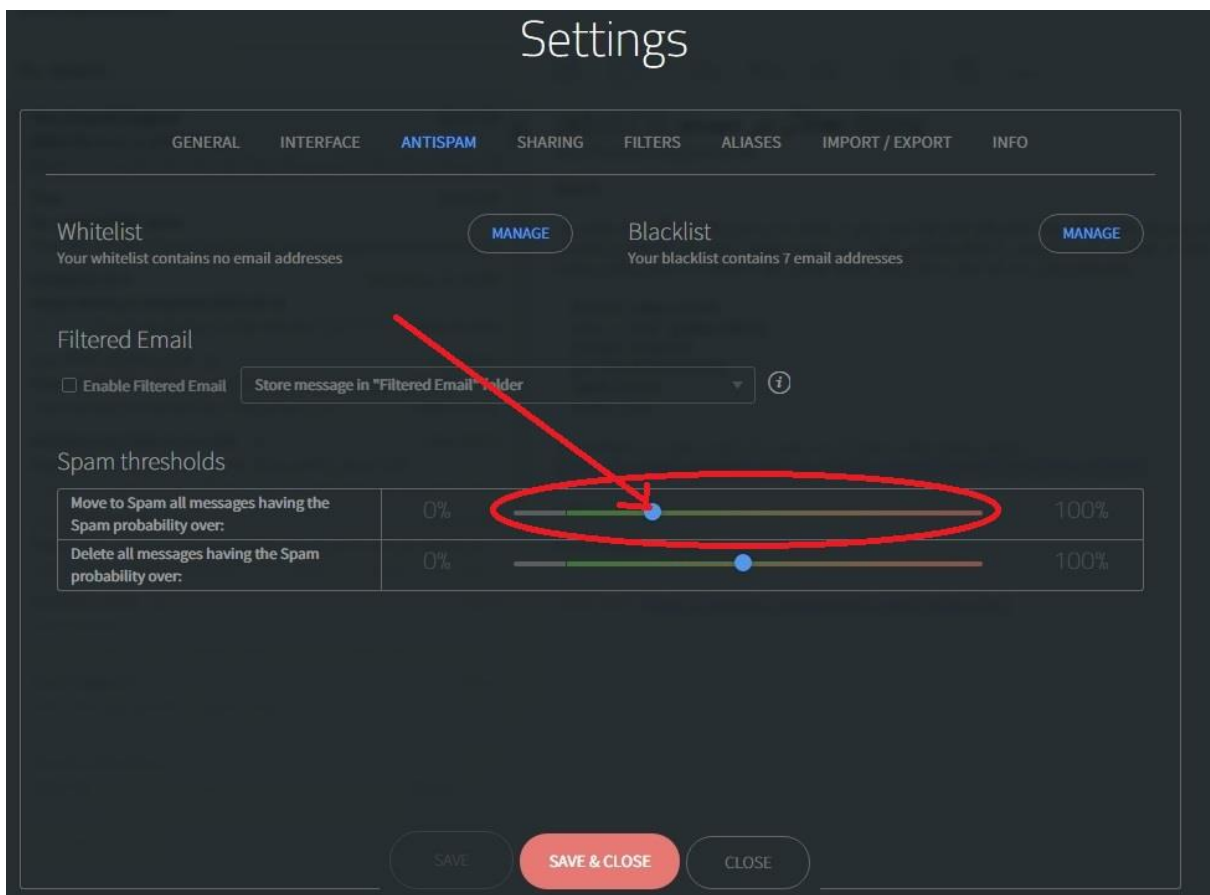 Settings
GENERAL INTERFACE ANTISPAM SHARING FILTERS ALIASES IMPORT / EXPORT INFO
Whitelist MANAGE Blacklist MANAGE
Your whitelist contains no email addresses Your blacklist contains 7 email addresses
Filtered Email
Enable Filtered Email Store message in "Filtered Email" folder
Spam thresholds
Move to Spam all messages having the
Spam probability over: 0% 100%
Delete all messages having the Spam
probability over: 0% 100%
SAVE SAVE & CLOSE CLOSE